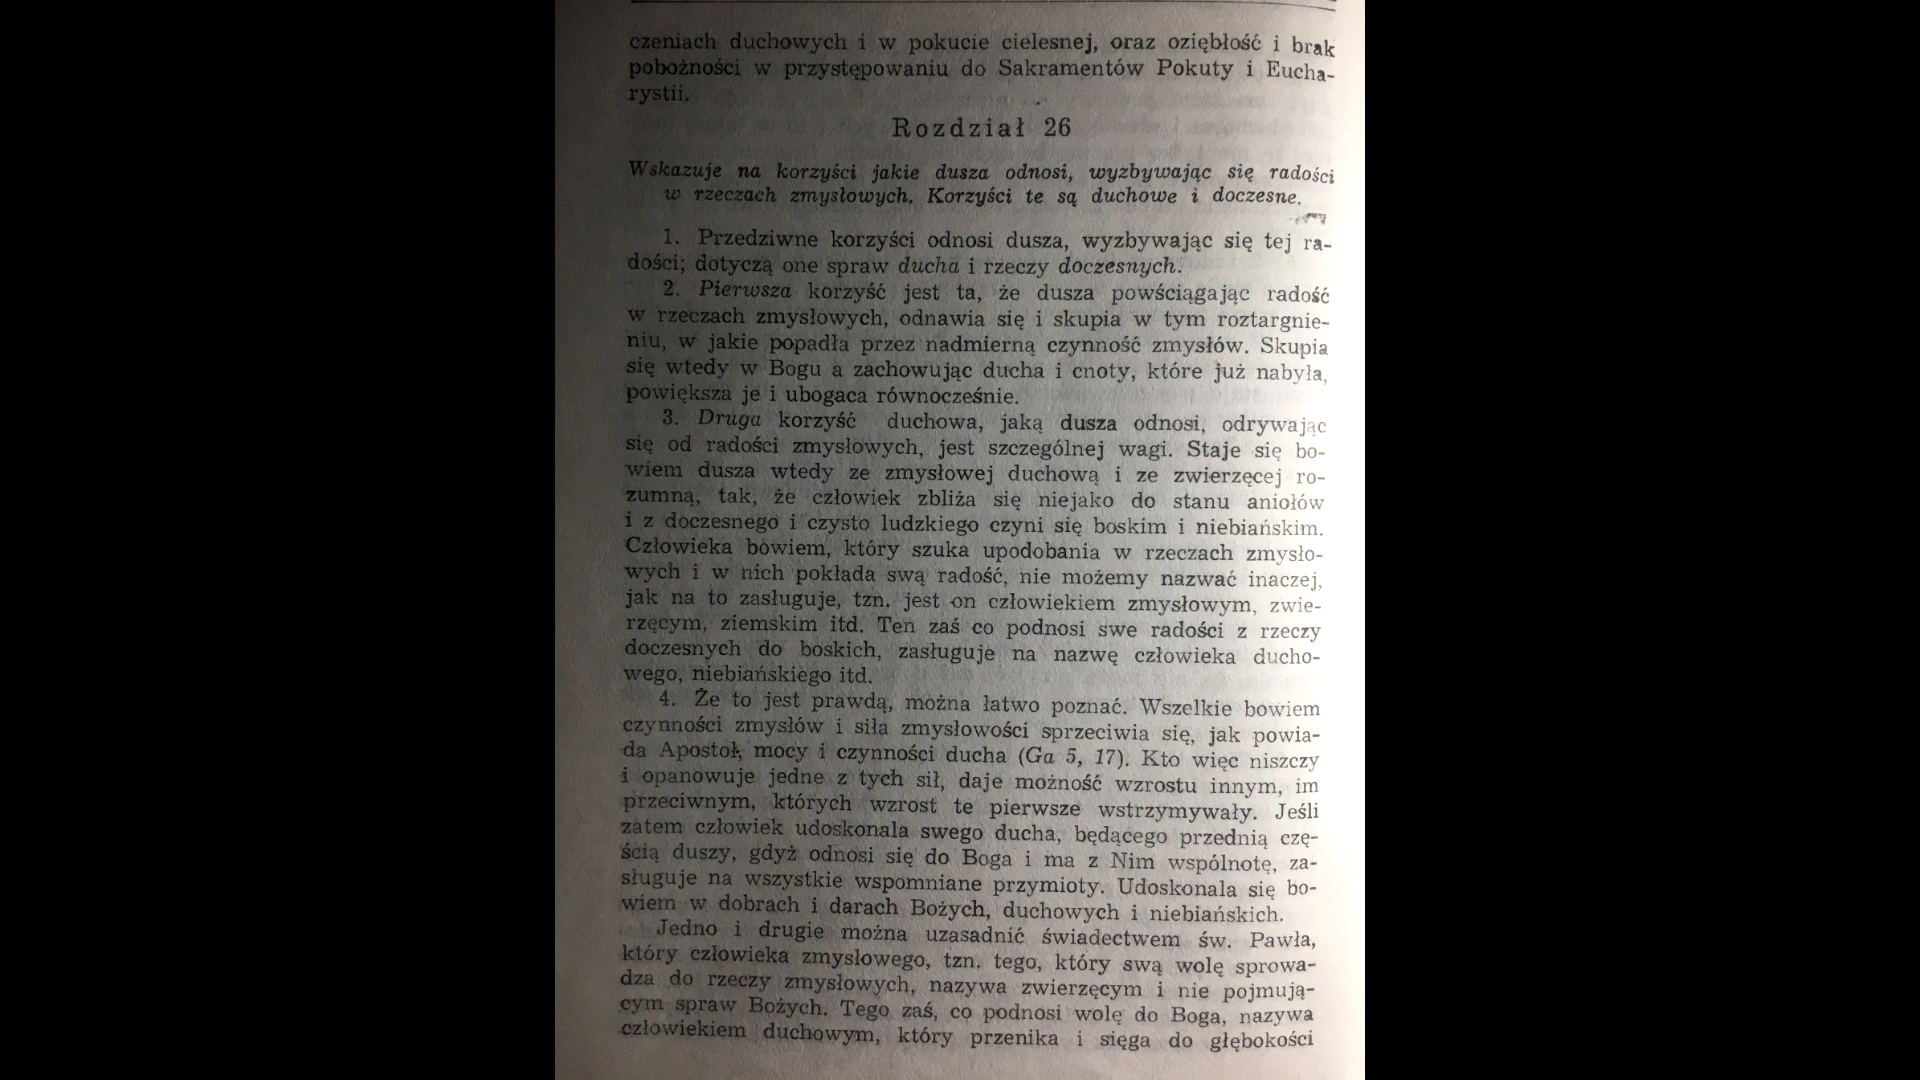 czeniach duchowych i w pokucie cielesnej, oraz oziębłość i brak
pobożności w przystępowaniu do Sakramentów Pokuty i Eucha-
rystii.
Rozdział 26
Wskazuje na korzyści jakie dusza odnosi, wyzbywając się radości
w rzeczach zmysłowych. Korzyści te są duchowe i doczesne.
1. Przedziwne korzyści odnosi dusza, wyzbywając się tej ra-
dości; dotyczą one spraw ducha i rzeczy doczesnych.
2. Pierwsza korzyść jest ta, że dusza powściągając radość
w rzeczach zmysłowych, odnawia się i skupia w tym roztargnie-
niu, w jakie popadła przez nadmierną czynność zmysłów. Skupia
się wtedy w Bogu a zachowując ducha i cnoty, które już nabyła,
powiększa je i ubogaca równocześnie.
3. Druga korzyść duchowa, jaką dusza odnosi, odrywając
się od radości zmysłowych, jest szczególnej wagi. Staje się bo-
wiem dusza wtedy ze zmysłowej duchową i ze zwierzęcej ro-
zumną, tak, że człowiek zbliża się niejako do stanu aniołów
i z doczesnego i czysto ludzkiego czyni się boskim i niebiańskim.
Człowieka bowiem, który szuka upodobania w rzeczach zmysło-
wych i w nich pokłada swą radość, nie możemy nazwać inaczej,
jak na to zasługuje, tzn. jest on człowiekiem zmysłowym, zwie-
rzęcym, ziemskim itd. Ten zaś co podnosi swe radości z rzeczy
doczesnych do boskich, zasługuje na nazwę człowieka ducho-
wego, niebiańskiego itd.
4. Że to jest prawdą, można łatwo poznać. Wszelkie bowiem
czynności zmysłów i siła zmysłowości sprzeciwia się, jak powia-
da Apostoł, mocy i czynności ducha (Ga 5, 17). Kto więc niszczy
i opanowuje jedne z tych sił, daje możność wzrostu innym, im
przeciwnym, których wzrost te pierwsze wstrzymywały. Jeśli
zatem człowiek udoskonala swego ducha, będącego przednią czę-
ścią duszy, gdyż odnosi się do Boga i ma z Nim wspólnotę, za-
sługuje na wszystkie wspomniane przymioty. Udoskonala się bo-
wiem w dobrach i darach Bożych, duchowych i niebiańskich.
Jedno i drugie można uzasadnić świadectwem św. Pawła,
który człowieka zmysłowego, tzn. tego, który swą wolę sprowa-
dza do rzeczy zmysłowych, nazywa zwierzęcym i nie pojmują-
cym spraw Bożych. Tego zaś, co podnosi wolę do Boga, nazywa
człowiekiem duchowym, który przenika i sięga do głębokości